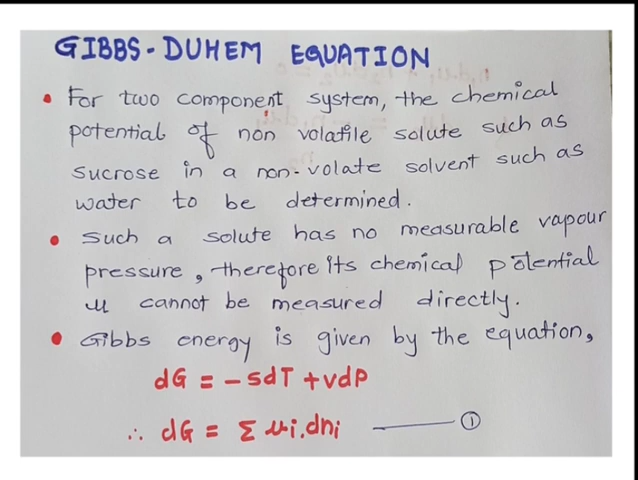 GIBBS-DUHEM EQUATION
• For two component system, the chemical
potential of non volatile solute such as
sucrose in a non-volate solvent such as
water to be determined.
• Such a solute has no measurable vapour
pressure, therefore its chemical potential
μ cannot be measured directly.
• Gibbs energy is given by the equation,
dG = -SdT + vdP
∴ dG = Σ μi.dni —— ①